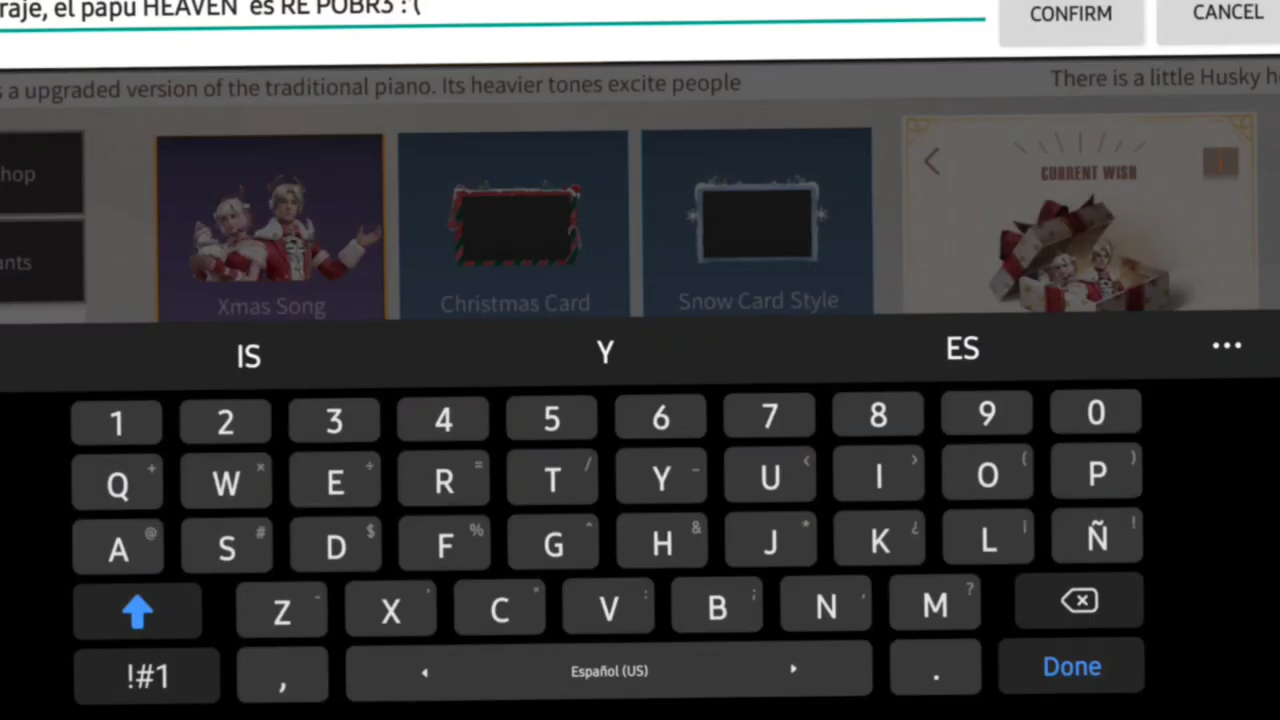 raje, el papu HEAVEN es RE POBR3 :'(
CONFIRM
CANCEL
s a upgraded version of the traditional piano. Its heavier tones excite people
There is a little Husky h
hop
ants
Xmas Song
Christmas Card
Snow Card Style
CURRENT WISH
IS
Y
ES
...
1 2 3 4 5 6 7 8 9 0
Q + W × E ÷ R = T / Y - U < I > O ( P )
A @ S # D $ F % G ^ H & J * K ¿ L ¡ Ñ !
Z - X ' C " V : B ; N , M ?
!#1 , Español (US) . Done